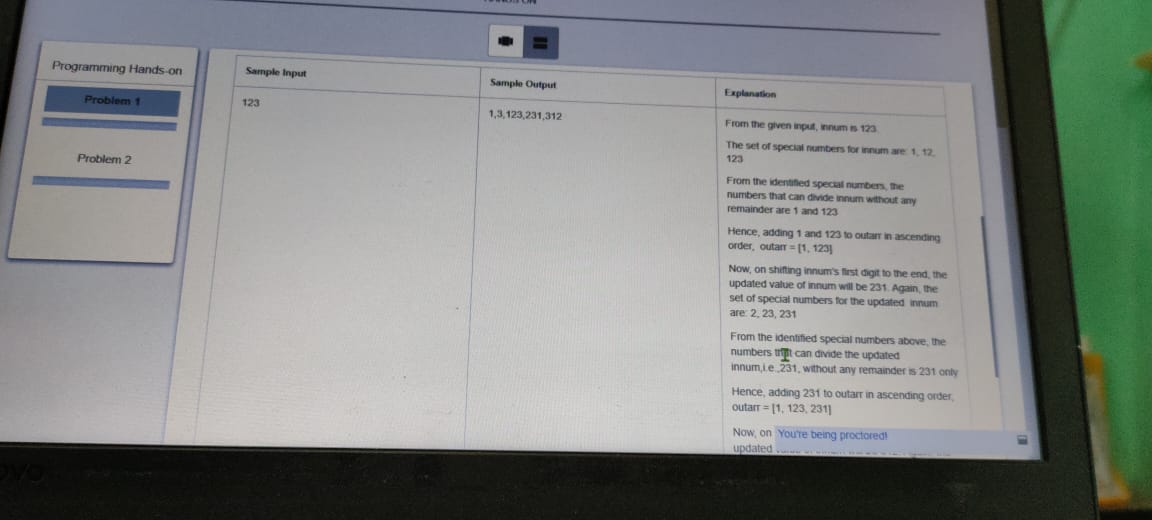 Programming Hands-on
Problem 1
Problem 2
Sample Input
Sample Output
Explanation
123
1,3,123,231,312
From the given input, innum is 123.
The set of special numbers for innum are: 1, 12,
123
From the identified special numbers, the
numbers that can divide innum without any
remainder are 1 and 123
Hence, adding 1 and 123 to outarr in ascending
order, outarr = [1, 123]
Now, on shifting innum's first digit to the end, the
updated value of innum will be 231. Again, the
set of special numbers for the updated innum
are: 2, 23, 231
From the identified special numbers above, the
numbers that can divide the updated
innum,i.e.,231, without any remainder is 231 only
Hence, adding 231 to outarr in ascending order,
outarr = [1, 123, 231]
Now, on
You're being proctored!
updated